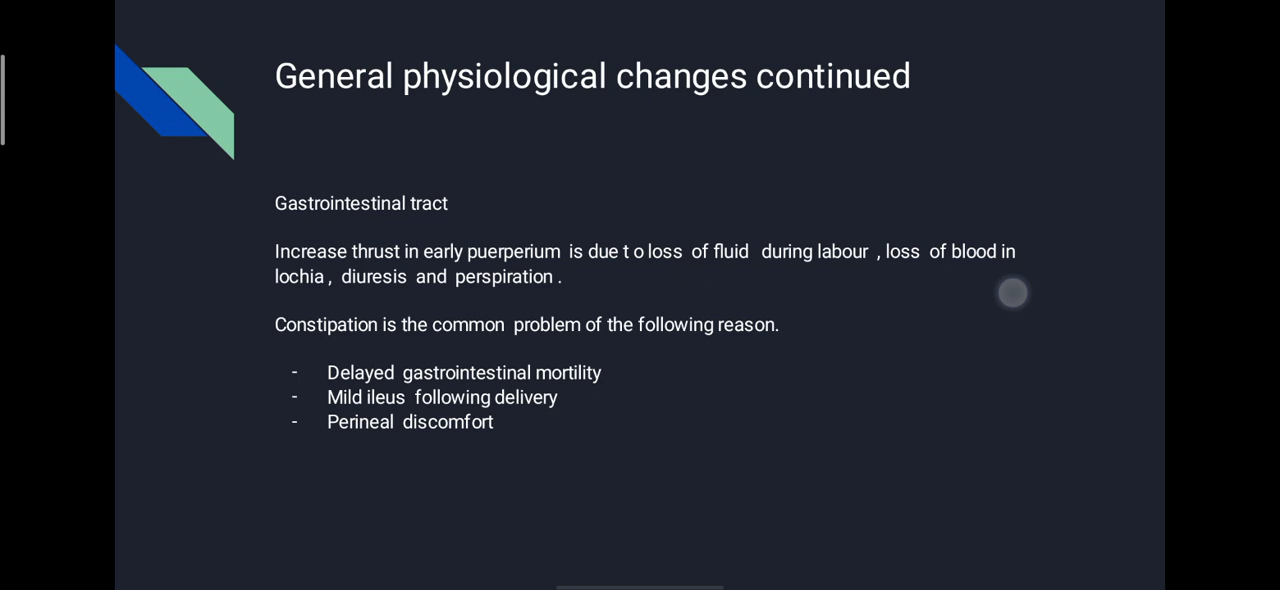 General physiological changes continued
Gastrointestinal tract
Increase thrust in early puerperium is due t o loss of fluid during labour , loss of blood in
lochia , diuresis and perspiration .
Constipation is the common problem of the following reason.
- Delayed gastrointestinal mortility
- Mild ileus following delivery
- Perineal discomfort